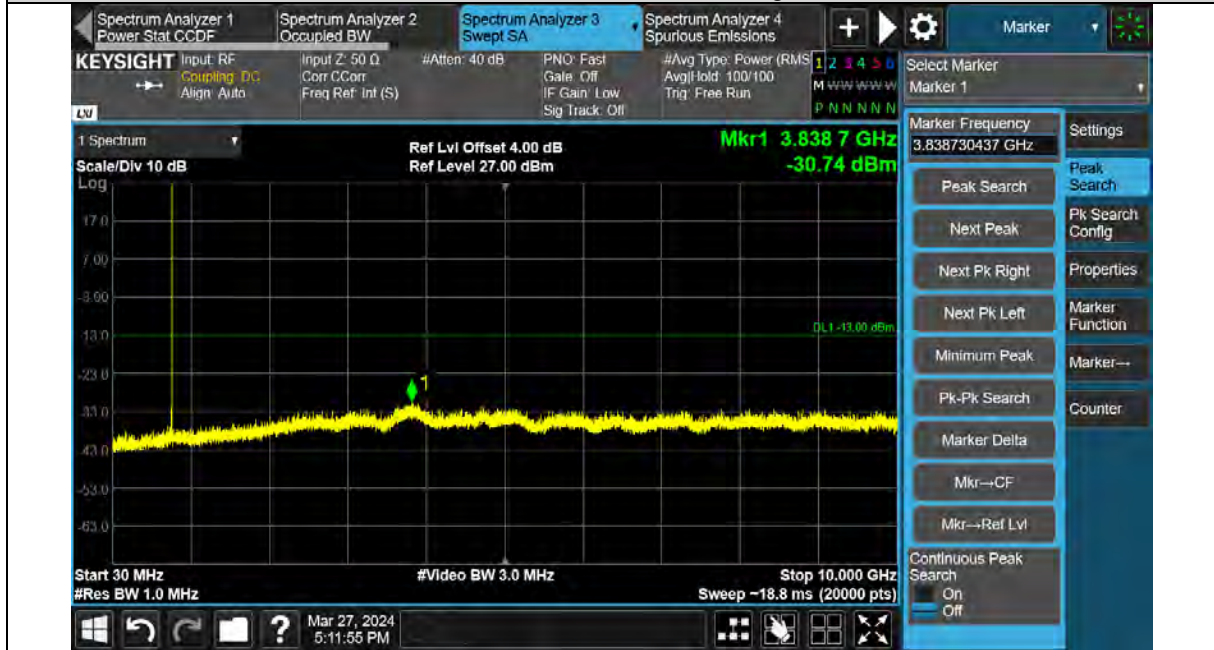 Spectrum Analyzer 1
Power Stat CCDF
Spectrum Analyzer 2
Occupied BW
Spectrum Analyzer 3
Swept SA
Spectrum Analyzer 4
Spurious Emissions
Marker
KEYSIGHT
Input: RF
Coupling: DC
Align: Auto
Input Z: 50 Ω
Corr CCorr
Freq Ref: Int (S)
#Atten: 40 dB
PNO: Fast
Gate: Off
IF Gain: Low
Sig Track: Off
#Avg Type: Power (RMS
Avg|Hold: 100/100
Trig: Free Run
1 2 3 4 5 6
M W W W W W
P N N N N N
LXI
Select Marker
Marker 1
1 Spectrum
Scale/Div 10 dB
Log
Ref Lvl Offset 4.00 dB
Ref Level 27.00 dBm
Mkr1 3.838 7 GHz
-30.74 dBm
17.0
7.00
-3.00
-13.0
-23.0
-33.0
-43.0
-53.0
-63.0
DL1 -13.00 dBm
1
Start 30 MHz
#Res BW 1.0 MHz
#Video BW 3.0 MHz
Stop 10.000 GHz
Sweep ~18.8 ms (20000 pts)
Marker Frequency
3.838730437 GHz
Peak Search
Next Peak
Next Pk Right
Next Pk Left
Minimum Peak
Pk-Pk Search
Marker Delta
Mkr→CF
Mkr→Ref Lvl
Continuous Peak
Search
On
Off
Settings
Peak
Search
Pk Search
Config
Properties
Marker
Function
Marker→
Counter
?
Mar 27, 2024
5:11:55 PM